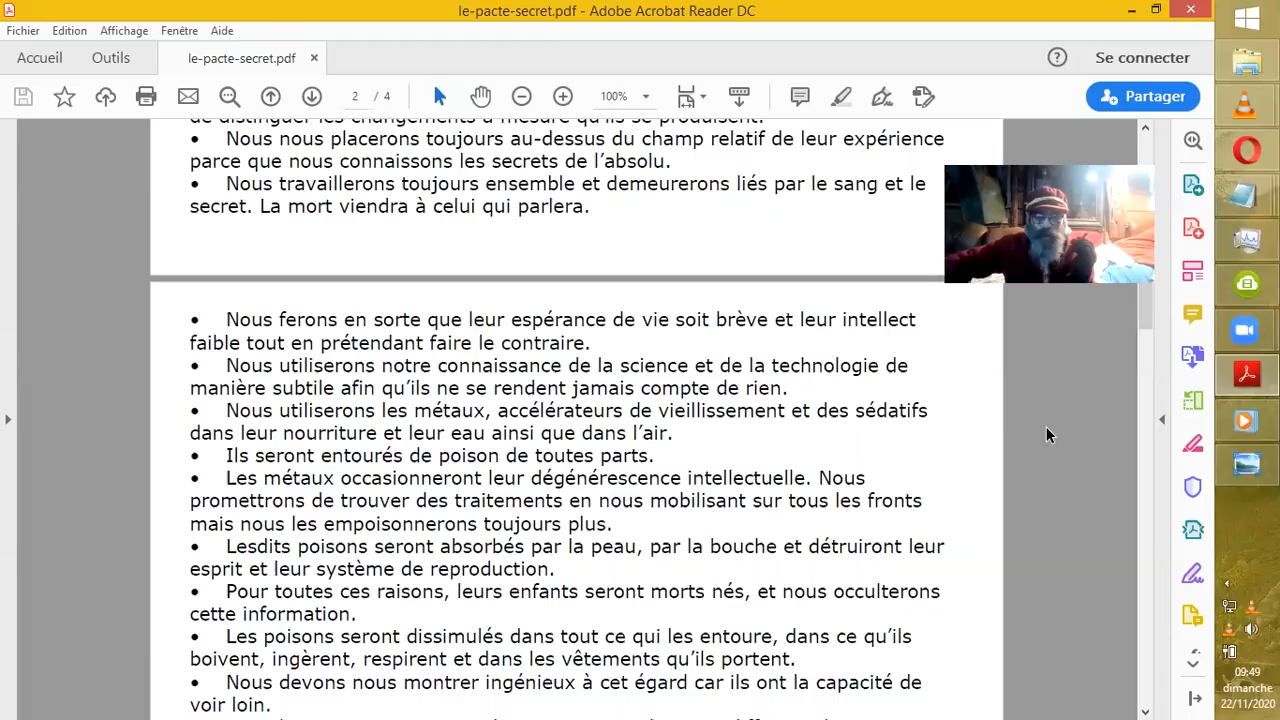 le-pacte-secret.pdf - Adobe Acrobat Reader DC
Fichier Edition Affichage Fenêtre Aide
Accueil Outils le-pacte-secret.pdf × Se connecter
2 / 4 100% Partager
de distinguer les changements à mesure qu'ils se produisent.
• Nous nous placerons toujours au-dessus du champ relatif de leur expérience
parce que nous connaissons les secrets de l'absolu.
• Nous travaillerons toujours ensemble et demeurerons liés par le sang et le
secret. La mort viendra à celui qui parlera.
• Nous ferons en sorte que leur espérance de vie soit brève et leur intellect
faible tout en prétendant faire le contraire.
• Nous utiliserons notre connaissance de la science et de la technologie de
manière subtile afin qu'ils ne se rendent jamais compte de rien.
• Nous utiliserons les métaux, accélérateurs de vieillissement et des sédatifs
dans leur nourriture et leur eau ainsi que dans l'air.
• Ils seront entourés de poison de toutes parts.
• Les métaux occasionneront leur dégénérescence intellectuelle. Nous
promettrons de trouver des traitements en nous mobilisant sur tous les fronts
mais nous les empoisonnerons toujours plus.
• Lesdits poisons seront absorbés par la peau, par la bouche et détruiront leur
esprit et leur système de reproduction.
• Pour toutes ces raisons, leurs enfants seront morts nés, et nous occulterons
cette information.
• Les poisons seront dissimulés dans tout ce qui les entoure, dans ce qu'ils
boivent, ingèrent, respirent et dans les vêtements qu'ils portent.
• Nous devons nous montrer ingénieux à cet égard car ils ont la capacité de
voir loin.
09:49
dimanche
22/11/2020